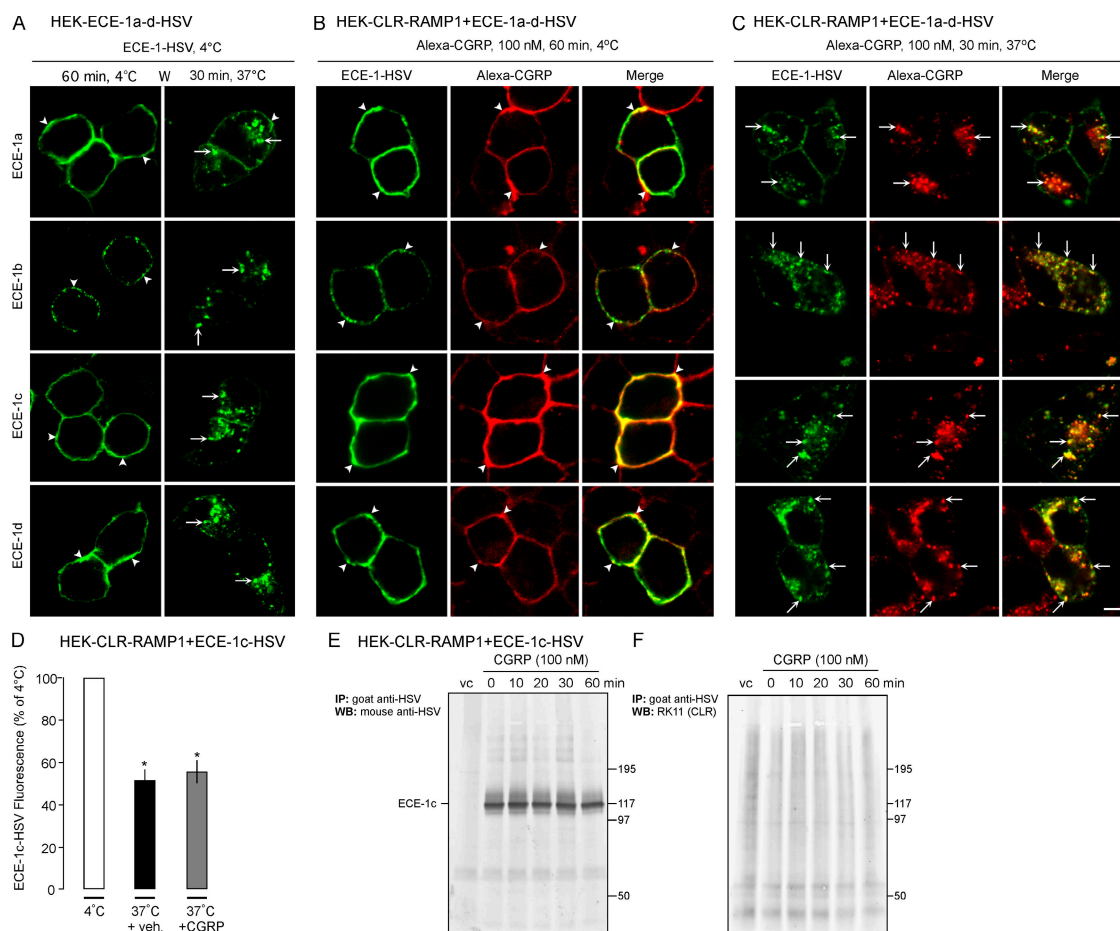 A HEK-ECE-1a-d-HSV
ECE-1-HSV, 4°C
60 min, 4°C W 30 min, 37°C
ECE-1a
ECE-1b
ECE-1c
ECE-1d
B HEK-CLR-RAMP1+ECE-1a-d-HSV
Alexa-CGRP, 100 nM, 60 min, 4°C
ECE-1-HSV Alexa-CGRP Merge
C HEK-CLR-RAMP1+ECE-1a-d-HSV
Alexa-CGRP, 100 nM, 30 min, 37°C
ECE-1-HSV Alexa-CGRP Merge
D HEK-CLR-RAMP1+ECE-1c-HSV
ECE-1c-HSV Fluorescence (% of 4°C)
100
80
60
40
20
0
* *
4°C 37°C 37°C
+ veh. +CGRP
E HEK-CLR-RAMP1+ECE-1c-HSV
CGRP (100 nM)
vc 0 10 20 30 60 min
IP: goat anti-HSV
WB: mouse anti-HSV
ECE-1c
195
117
97
50
F
CGRP (100 nM)
vc 0 10 20 30 60 min
IP: goat anti-HSV
WB: RK11 (CLR)
195
117
97
50